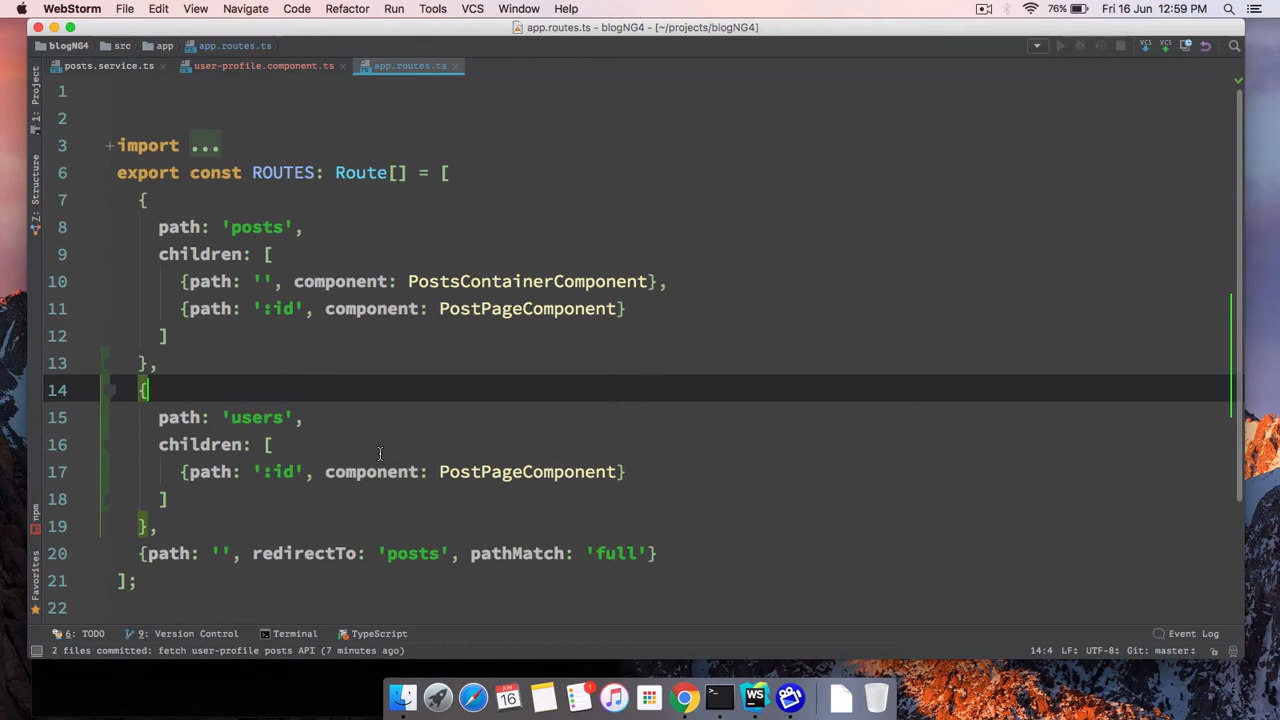 WebStorm File Edit View Navigate Code Refactor Run Tools VCS Window Help 76% Fri 16 Jun 12:59 PM
app.routes.ts - blogNG4 - [~/projects/blogNG4]
blogNG4 src app app.routes.ts
posts.service.ts user-profile.component.ts app.routes.ts
1: Project
Z: Structure
npm
Favorites
1
2
3 import ...
6 export const ROUTES: Route[] = [
7 {
8 path: 'posts',
9 children: [
10 {path: '', component: PostsContainerComponent},
11 {path: ':id', component: PostPageComponent}
12 ]
13 },
14 {
15 path: 'users',
16 children: [
17 {path: ':id', component: PostPageComponent}
18 ]
19 },
20 {path: '', redirectTo: 'posts', pathMatch: 'full'}
21 ];
22
6: TODO 9: Version Control Terminal TypeScript Event Log
2 files committed: fetch user-profile posts API (7 minutes ago) 14:4 LF: UTF-8: Git: master:
JUN 16 1 WS